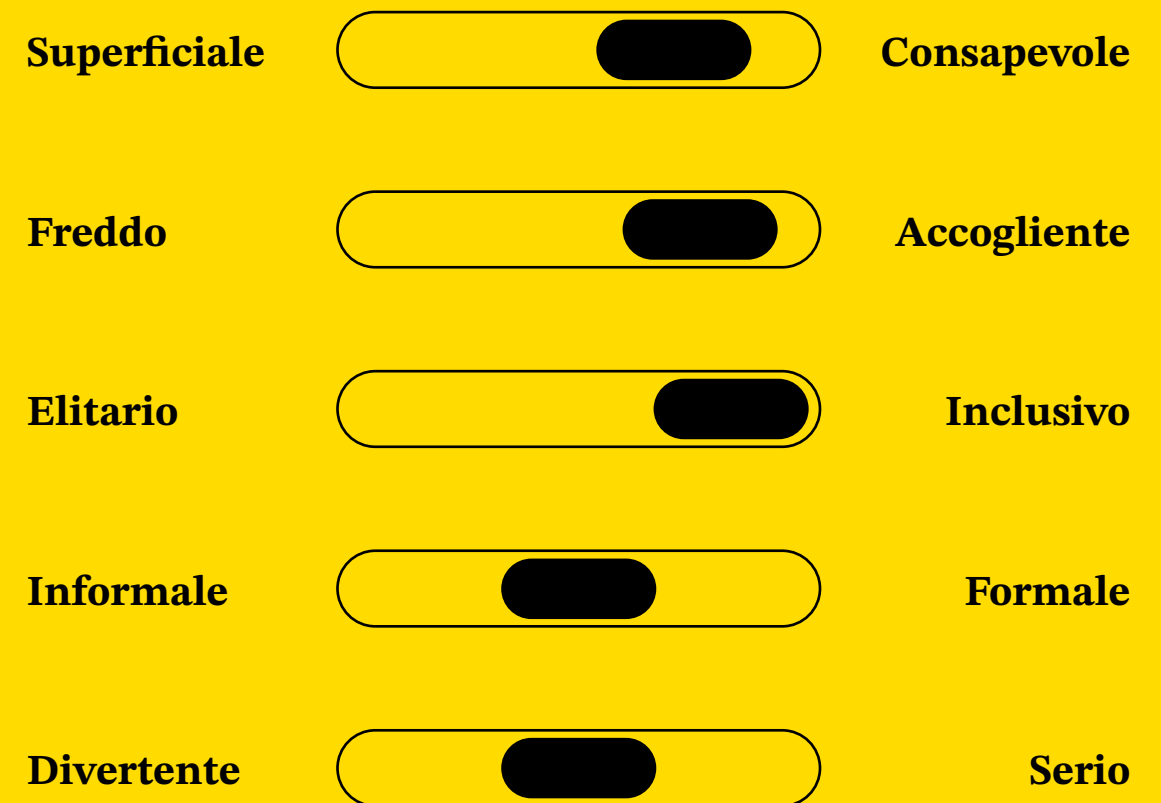 Superficiale Consapevole
Freddo Accogliente
Elitario Inclusivo
Informale Formale
Divertente Serio